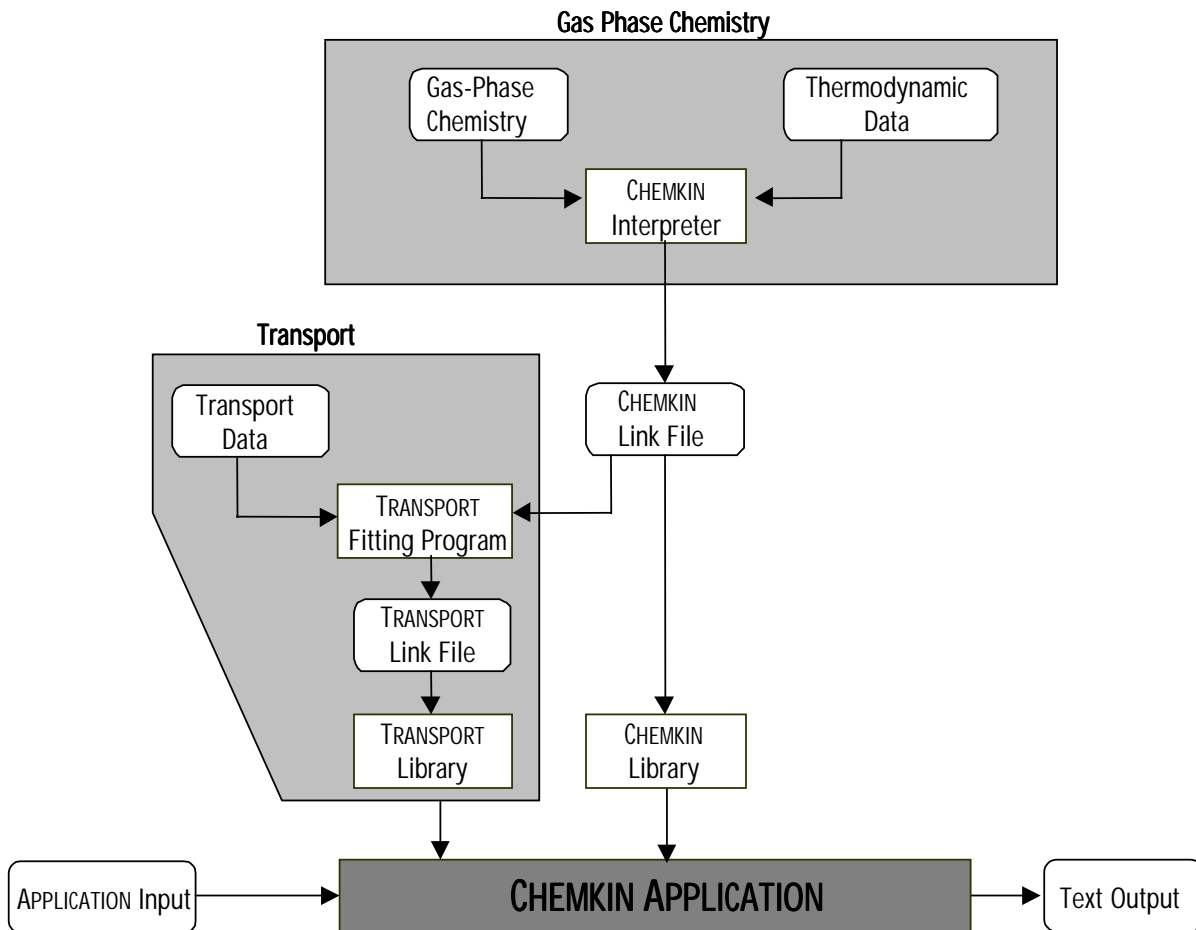 Gas Phase Chemistry
Gas-Phase
Chemistry
Thermodynamic
Data
CHEMKIN
Interpreter
Transport
Transport
Data
CHEMKIN
Link File
TRANSPORT
Fitting Program
TRANSPORT
Link File
TRANSPORT
Library
CHEMKIN
Library
APPLICATION Input
CHEMKIN APPLICATION
Text Output